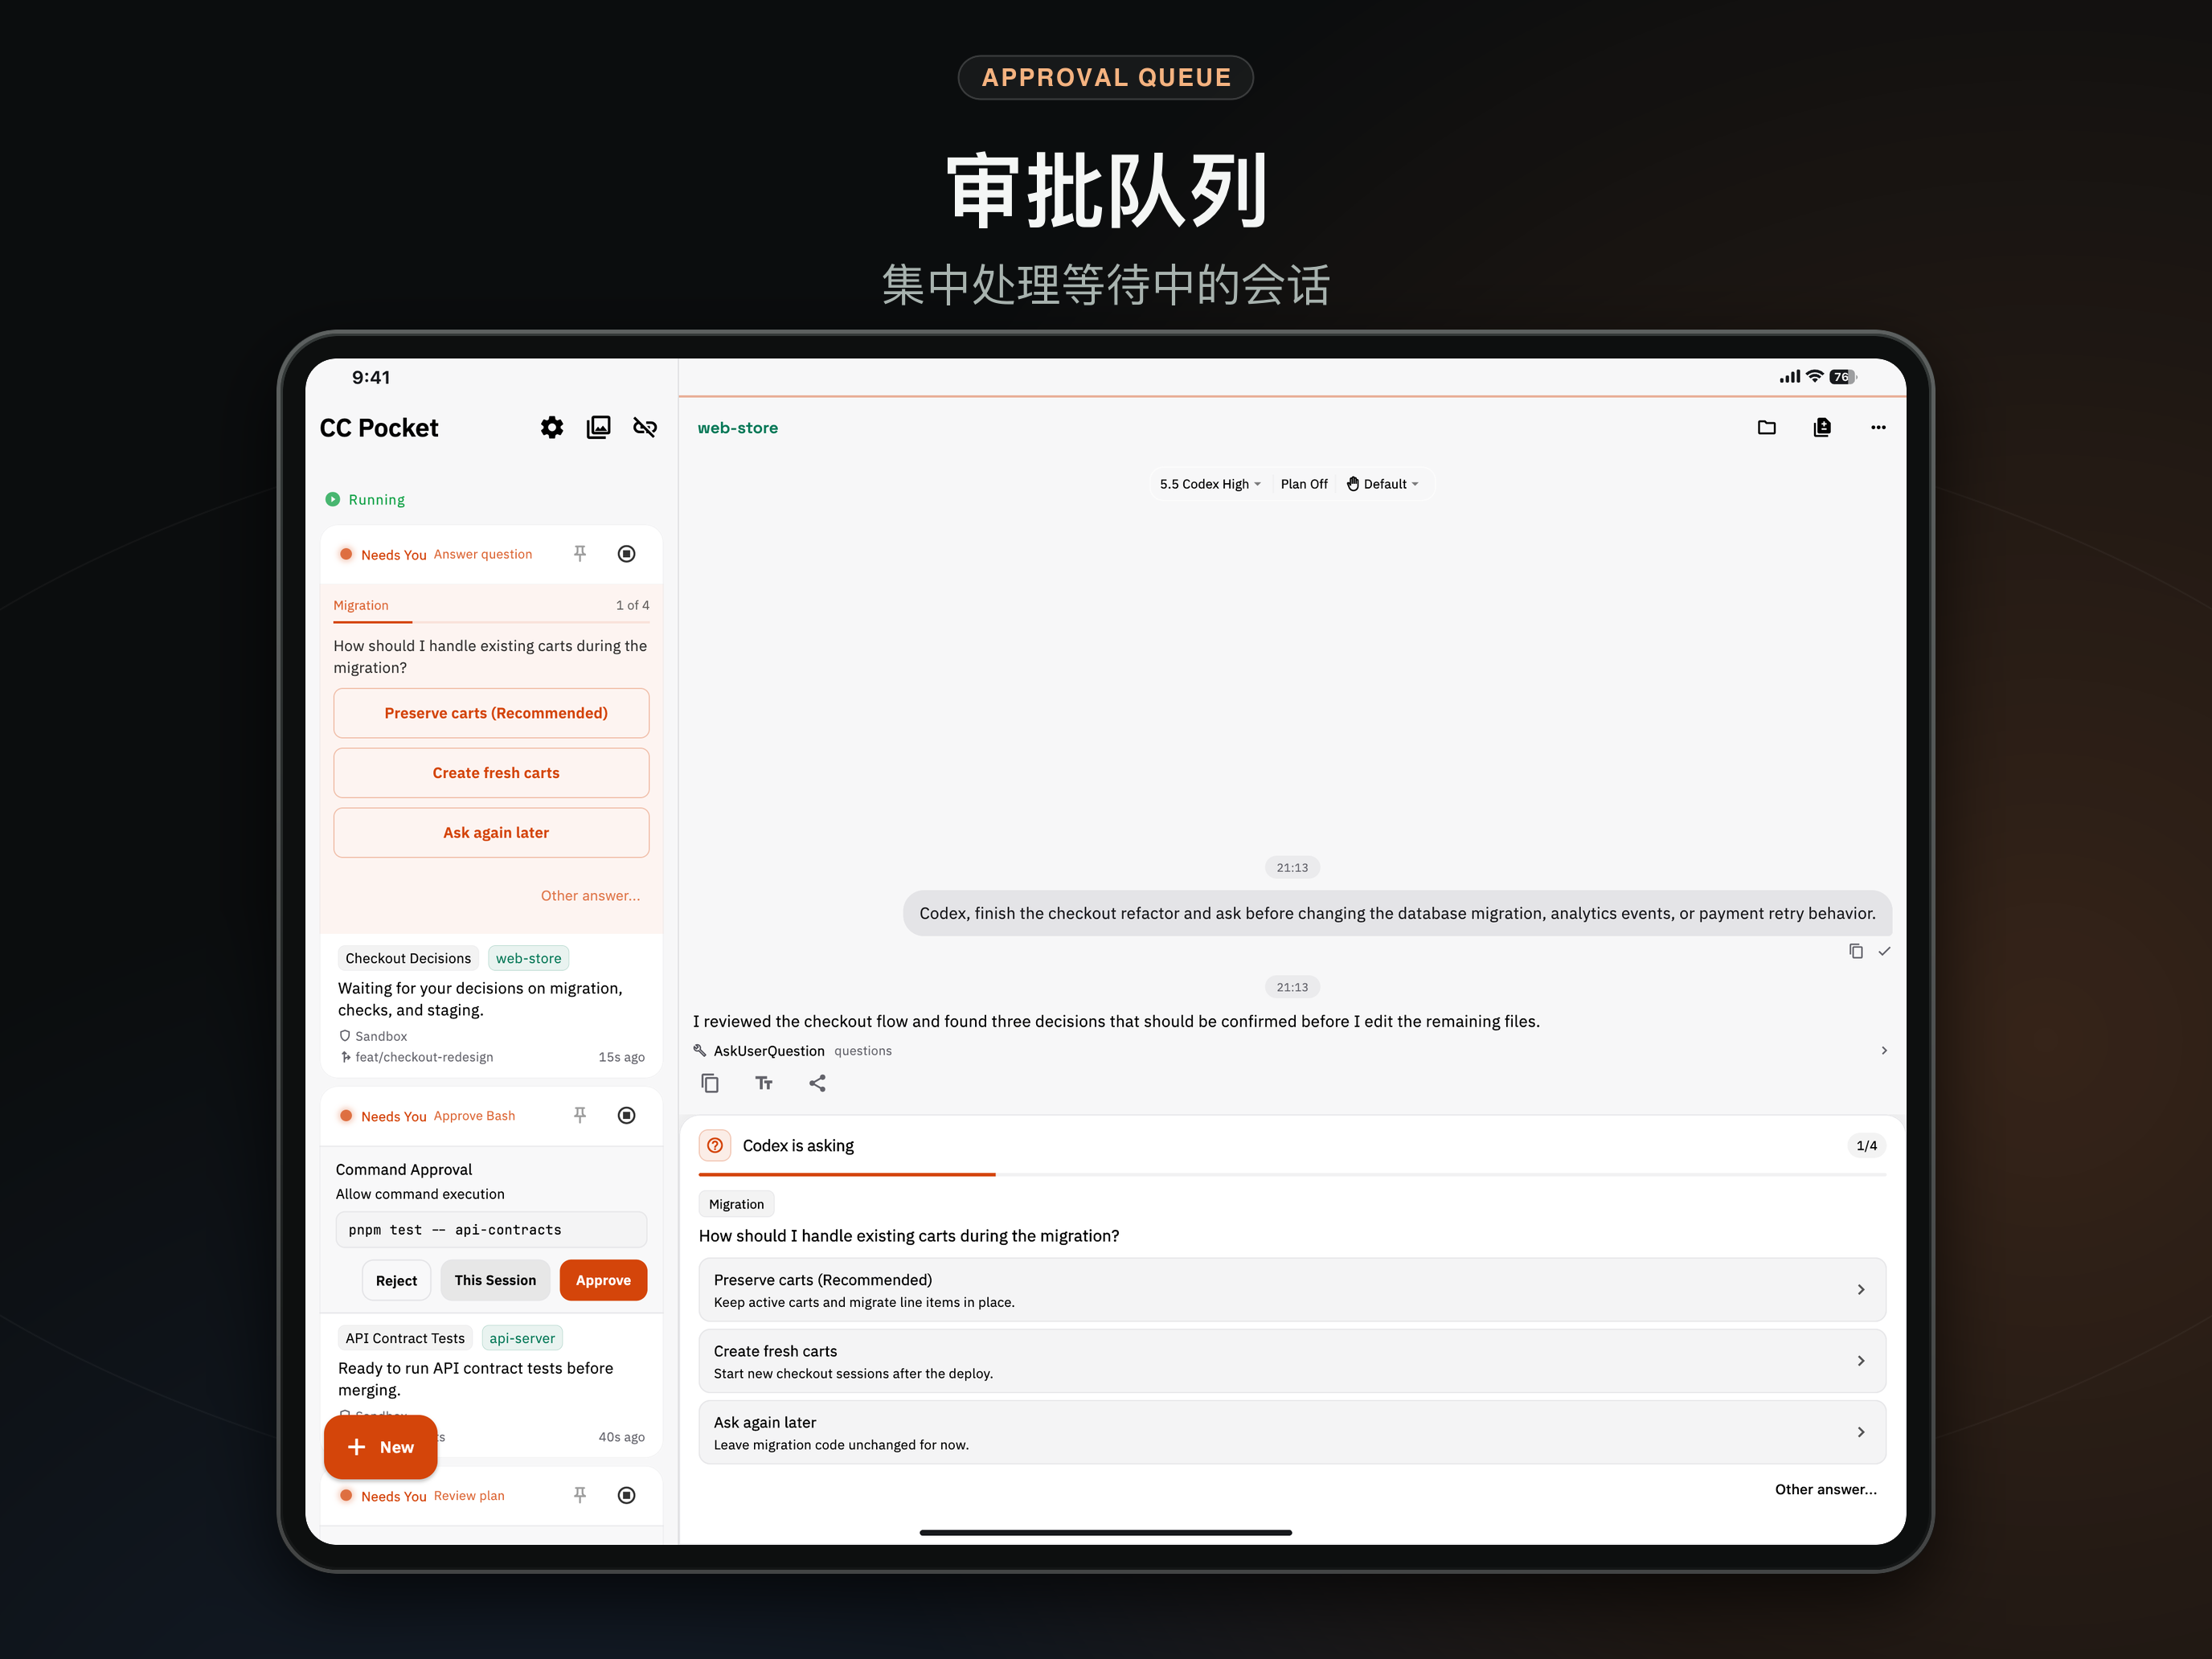 APPROVAL QUEUE
审批队列
集中处理等待中的会话
9:41
76
CC Pocket
Running
Needs You Answer question
Migration 1 of 4
How should I handle existing carts during the
migration?
Preserve carts (Recommended)
Create fresh carts
Ask again later
Other answer...
Checkout Decisions web-store
Waiting for your decisions on migration,
checks, and staging.
Sandbox
feat/checkout-redesign 15s ago
Needs You Approve Bash
Command Approval
Allow command execution
pnpm test -- api-contracts
Reject This Session Approve
API Contract Tests api-server
Ready to run API contract tests before
merging.
40s ago
New
Needs You Review plan
web-store
5.5 Codex High Plan Off Default
21:13
Codex, finish the checkout refactor and ask before changing the database migration, analytics events, or payment retry behavior.
21:13
I reviewed the checkout flow and found three decisions that should be confirmed before I edit the remaining files.
AskUserQuestion questions
Codex is asking 1/4
Migration
How should I handle existing carts during the migration?
Preserve carts (Recommended)
Keep active carts and migrate line items in place.
Create fresh carts
Start new checkout sessions after the deploy.
Ask again later
Leave migration code unchanged for now.
Other answer...